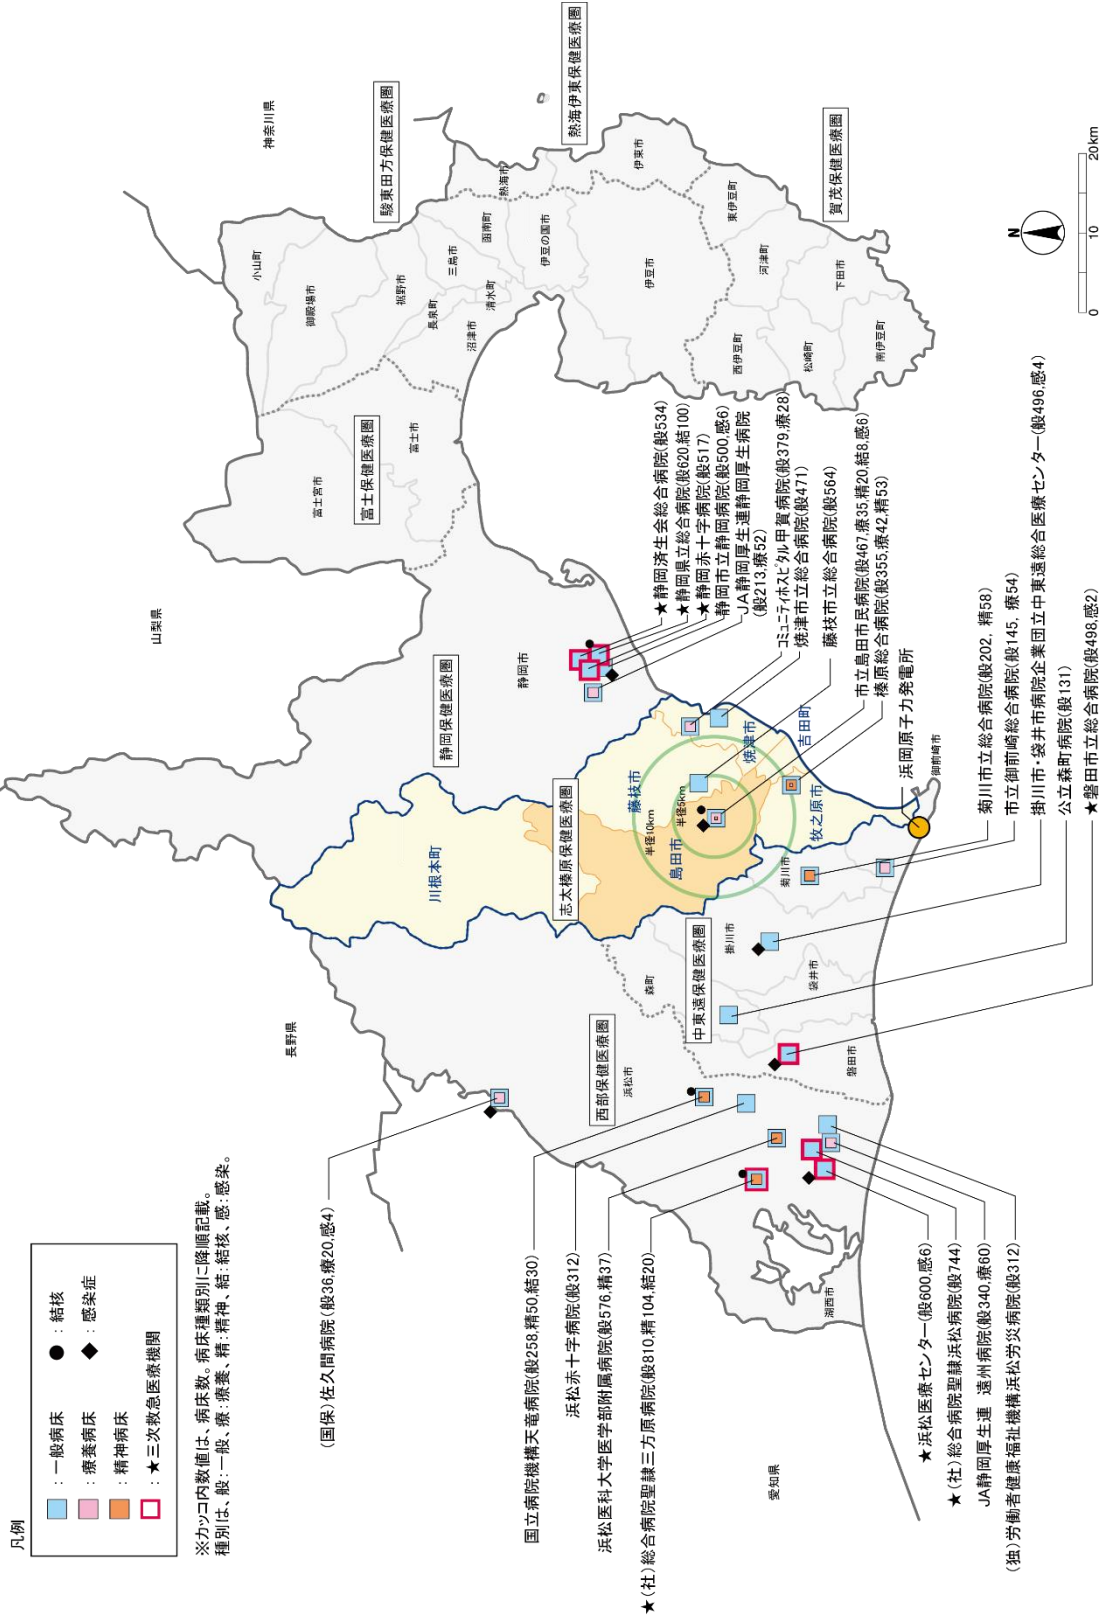 凡例
：一般病床
：療養病床
：精神病床
：★三次救急医療機関
：結核
：感染症
※カッコ内数値は、病床数。病床種類別に降順記載。
種別は、般：一般、療：療養、精：精神、結：結核、感：感染。
長野県
山梨県
神奈川県
愛知県
西部保健医療圏
中東遠保健医療圏
志太榛原保健医療圏
静岡保健医療圏
富士保健医療圏
駿東田方保健医療圏
熱海伊東保健医療圏
賀茂保健医療圏
浜松市
湖西市
森町
磐田市
袋井市
掛川市
菊川市
御前崎市
川根本町
島田市
藤枝市
焼津市
吉田町
牧之原市
半径10km
半径5km
静岡市
富士宮市
富士市
小山町
御殿場市
裾野市
長泉町
三島市
函南町
清水町
沼津市
熱海市
伊豆の国市
伊東市
伊豆市
東伊豆町
河津町
西伊豆町
松崎町
下田市
南伊豆町
(国保)佐久間病院(般36,療20,感4)
国立病院機構天竜病院(般258,精50,結30)
浜松赤十字病院(般312)
浜松医科大学医学部附属病院(般576,精37)
★(社)総合病院聖隷三方原病院(般810,精104,結20)
★浜松医療センター(般600,感6)
★(社)総合病院聖隷浜松病院(般744)
JA静岡厚生連 遠州病院(般340,療60)
(独)労働者健康福祉機構浜松労災病院(般312)
★静岡済生会総合病院(般534)
★静岡県立総合病院(般620,結100)
★静岡赤十字病院(般517)
静岡市立静岡病院(般500,感6)
JA静岡厚生連静岡厚生病院
(般213,療52)
コミュニティホスピタル甲賀病院(般379,療28)
焼津市立総合病院(般471)
藤枝市立総合病院(般564)
市立島田市民病院(般467,療35,精20,結8,感6)
榛原総合病院(般355,療42,精53)
浜岡原子力発電所
菊川市立総合病院(般202, 精58)
市立御前崎総合病院(般145, 療54)
掛川市・袋井市病院企業団立中東遠総合医療センター(般496,感4)
公立森町病院(般131)
★磐田市立総合病院(般498,感2)
N
0
10
20km